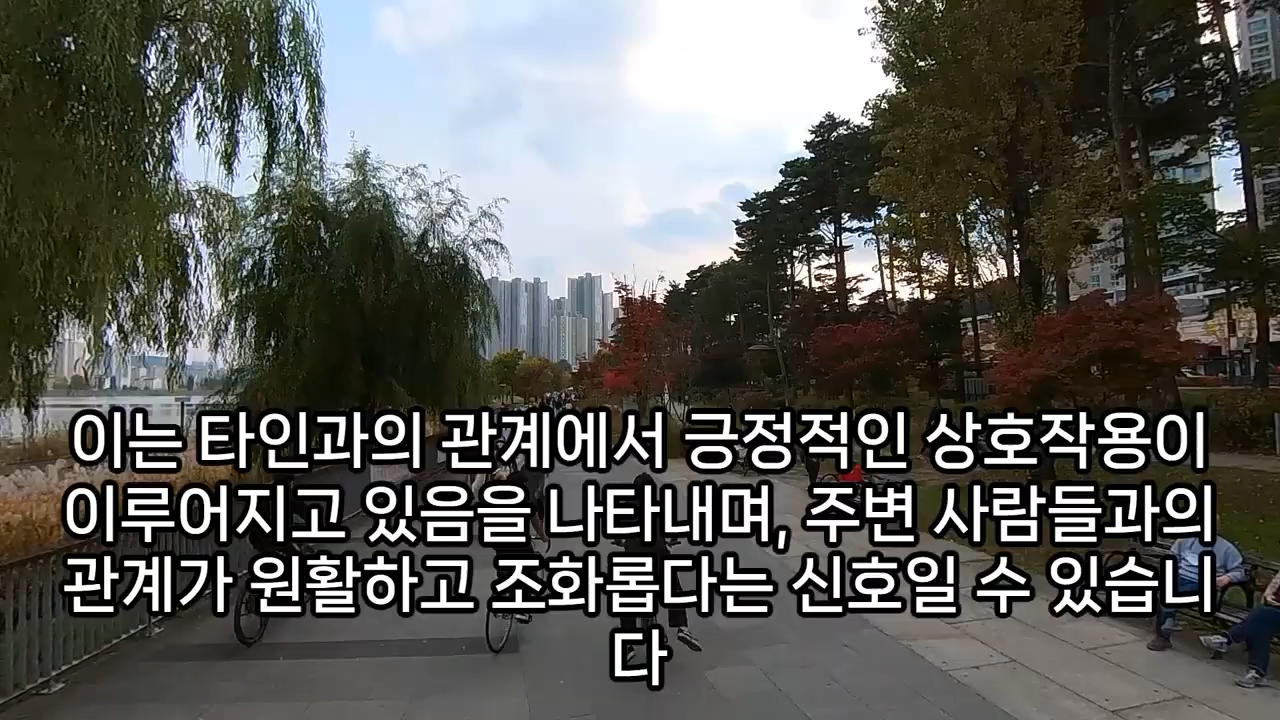 이는 타인과의 관계에서 긍정적인 상호작용이
이루어지고 있음을 나타내며, 주변 사람들과의
관계가 원활하고 조화롭다는 신호일 수 있습니
다